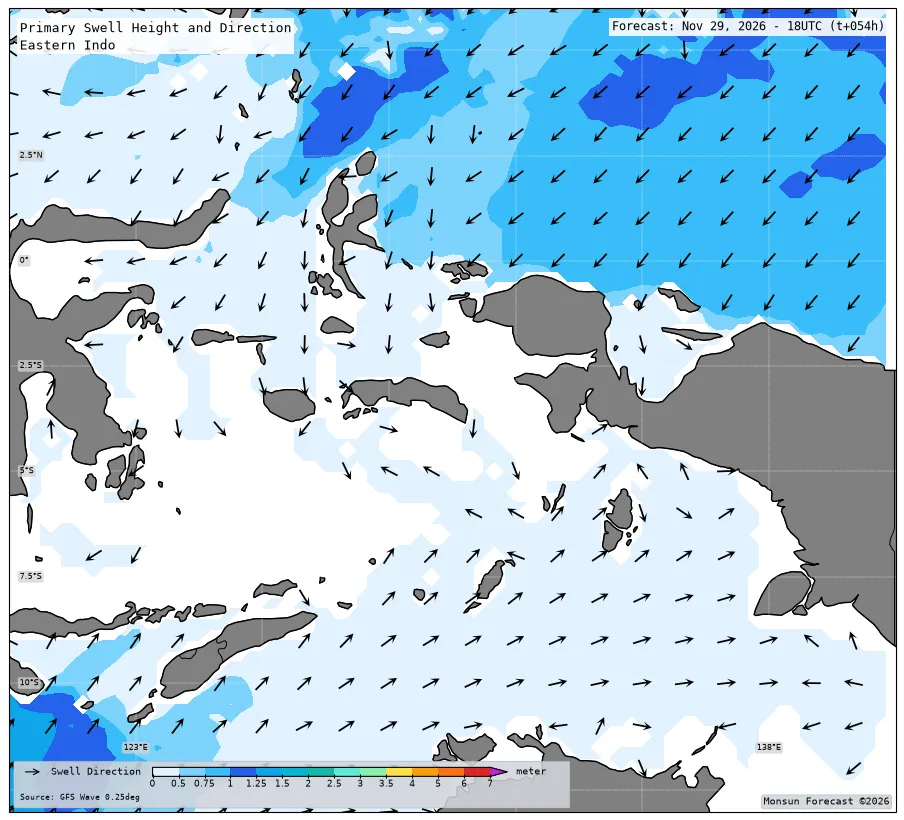 Primary Swell Height and Direction
Eastern Indo
Forecast: Nov 29, 2026 - 18UTC (t+054h)
2.5°N
0°
2.5°S
5°S
7.5°S
10°S
123°E
138°E
Swell Direction
0 0.5 0.75 1 1.25 1.5 2 2.5 3 3.5 4 5 6 7
meter
Source: GFS Wave 0.25deg
Monsun Forecast ©2026